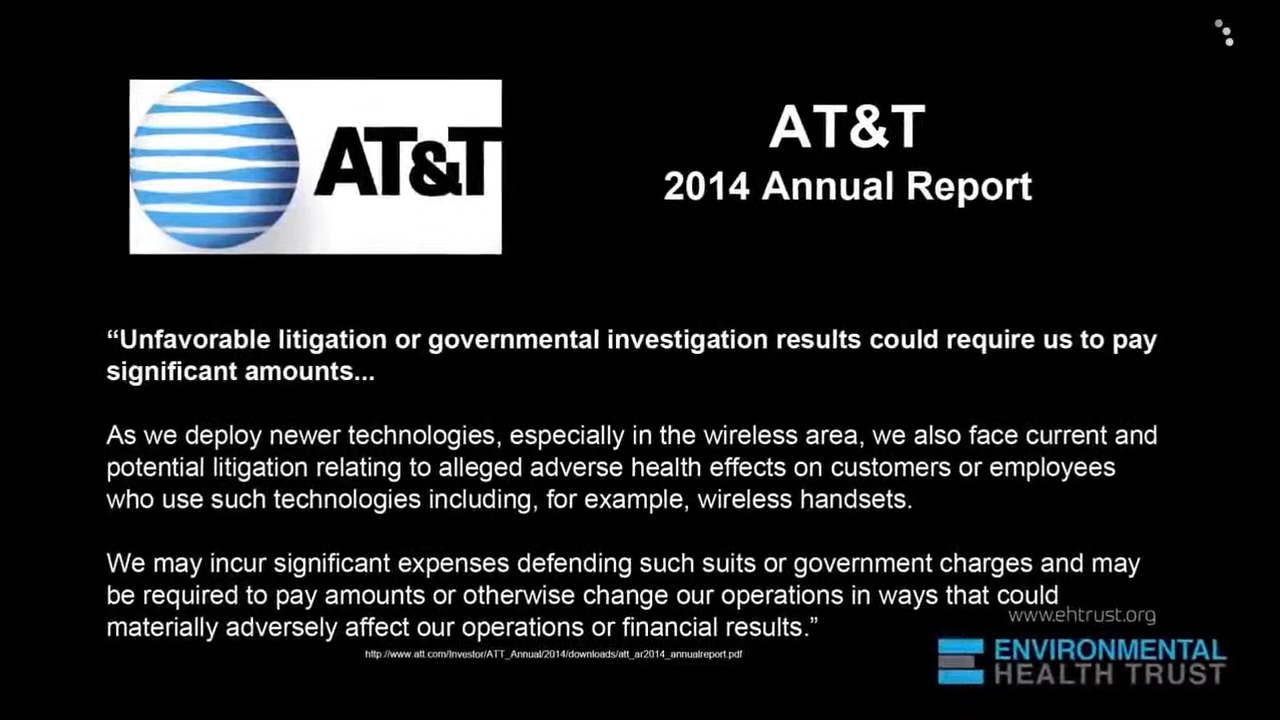 AT&T
AT&T
2014 Annual Report
“Unfavorable litigation or governmental investigation results could require us to pay
significant amounts...
As we deploy newer technologies, especially in the wireless area, we also face current and
potential litigation relating to alleged adverse health effects on customers or employees
who use such technologies including, for example, wireless handsets.
We may incur significant expenses defending such suits or government charges and may
be required to pay amounts or otherwise change our operations in ways that could
materially adversely affect our operations or financial results.”
http://www.att.com/Investor/ATT_Annual/2014/downloads/att_ar2014_annualreport.pdf
www.ehtrust.org
ENVIRONMENTAL
HEALTH TRUST